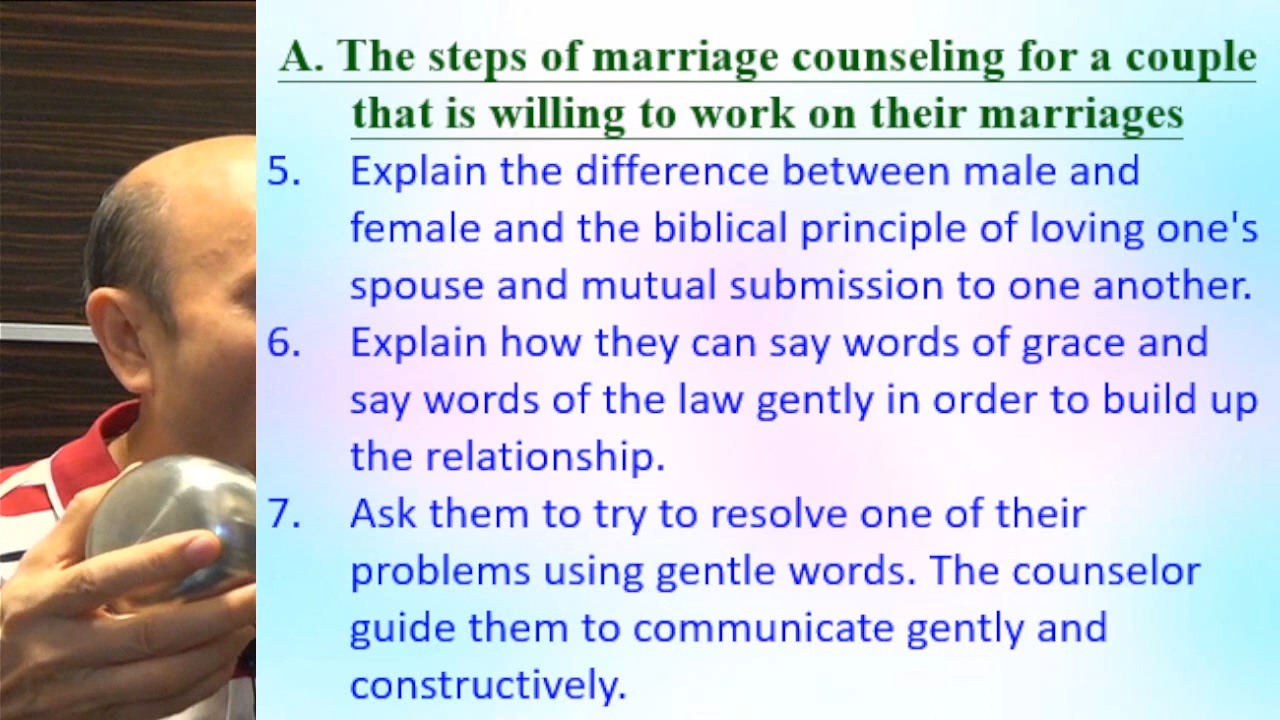 A. The steps of marriage counseling for a couple
that is willing to work on their marriages
5. Explain the difference between male and
female and the biblical principle of loving one's
spouse and mutual submission to one another.
6. Explain how they can say words of grace and
say words of the law gently in order to build up
the relationship.
7. Ask them to try to resolve one of their
problems using gentle words. The counselor
guide them to communicate gently and
constructively.